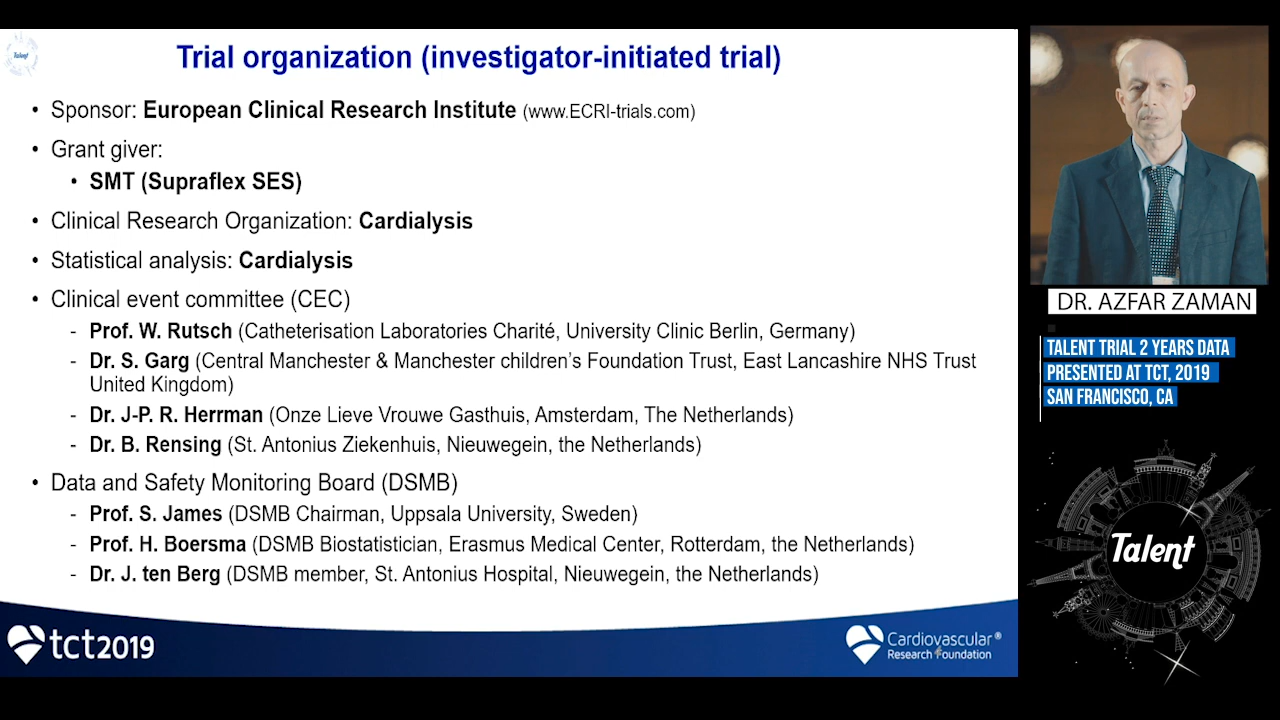 Talent
Trial organization (investigator-initiated trial)
• Sponsor: European Clinical Research Institute (www.ECRI-trials.com)
• Grant giver:
• SMT (Supraflex SES)
• Clinical Research Organization: Cardialysis
• Statistical analysis: Cardialysis
• Clinical event committee (CEC)
- Prof. W. Rutsch (Catheterisation Laboratories Charité, University Clinic Berlin, Germany)
- Dr. S. Garg (Central Manchester & Manchester children's Foundation Trust, East Lancashire NHS Trust
United Kingdom)
- Dr. J-P. R. Herrman (Onze Lieve Vrouwe Gasthuis, Amsterdam, The Netherlands)
- Dr. B. Rensing (St. Antonius Ziekenhuis, Nieuwegein, the Netherlands)
• Data and Safety Monitoring Board (DSMB)
- Prof. S. James (DSMB Chairman, Uppsala University, Sweden)
- Prof. H. Boersma (DSMB Biostatistician, Erasmus Medical Center, Rotterdam, the Netherlands)
- Dr. J. ten Berg (DSMB member, St. Antonius Hospital, Nieuwegein, the Netherlands)
tct2019
Cardiovascular®
Research Foundation
DR. AZFAR ZAMAN
TALENT TRIAL 2 YEARS DATA
PRESENTED AT TCT, 2019
SAN FRANCISCO, CA
Talent